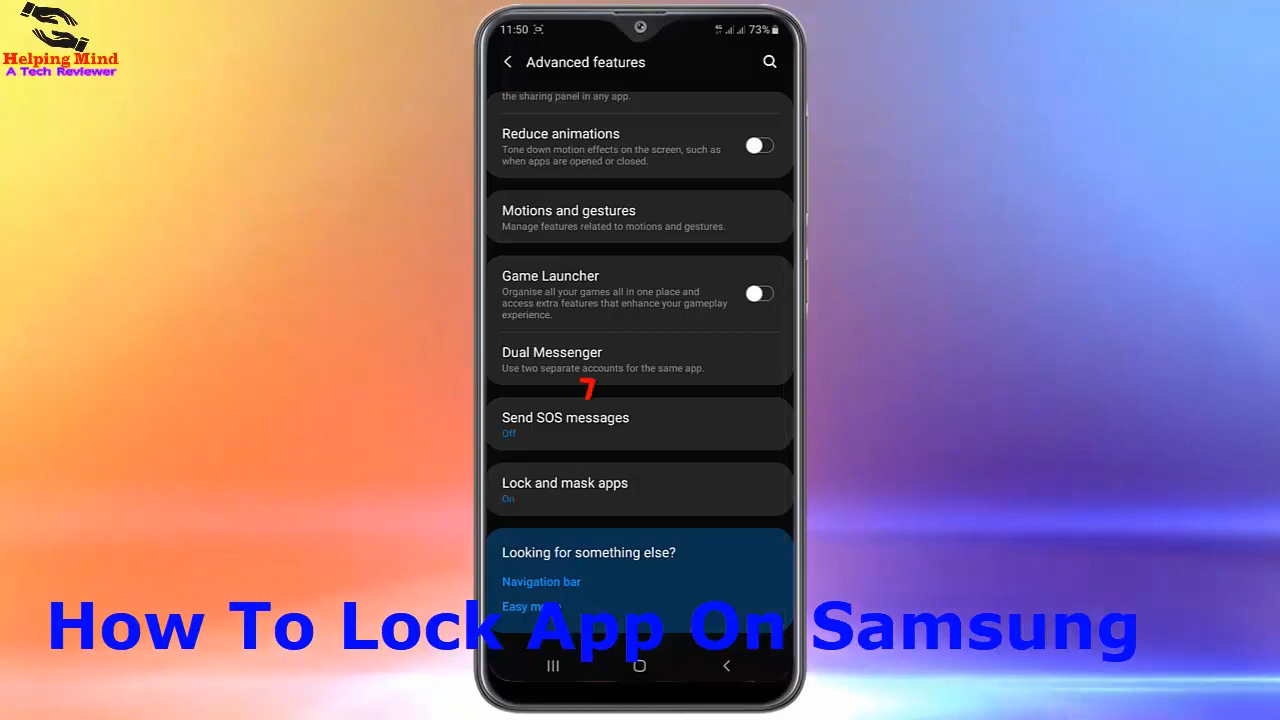 Helping Mind
A Tech Reviewer
11:50
4G
73%
Advanced features
the sharing panel in any app.
Reduce animations
Tone down motion effects on the screen, such as
when apps are opened or closed.
Motions and gestures
Manage features related to motions and gestures.
Game Launcher
Organise all your games all in one place and
access extra features that enhance your gameplay
experience.
Dual Messenger
Use two separate accounts for the same app.
Send SOS messages
Off
Lock and mask apps
On
Looking for something else?
Navigation bar
Easy
How To Lock App On Samsung